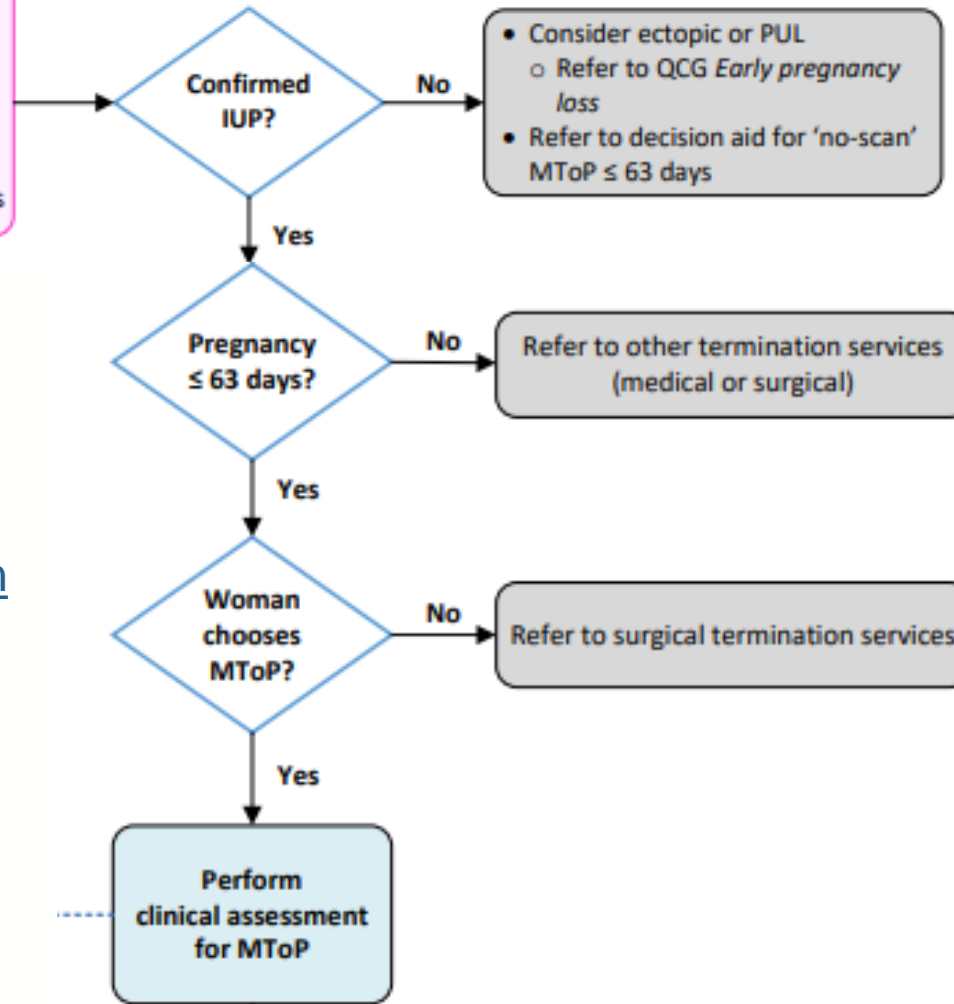 Confirmed
IUP?
No
• Consider ectopic or PUL
o Refer to QCG Early pregnancy
loss
• Refer to decision aid for ‘no-scan’
MToP ≤ 63 days
s
Yes
Pregnancy
≤ 63 days?
No
Refer to other termination services
(medical or surgical)
Yes
n
Woman
chooses
MToP?
No
Refer to surgical termination services
Yes
Perform
clinical assessment
for MToP